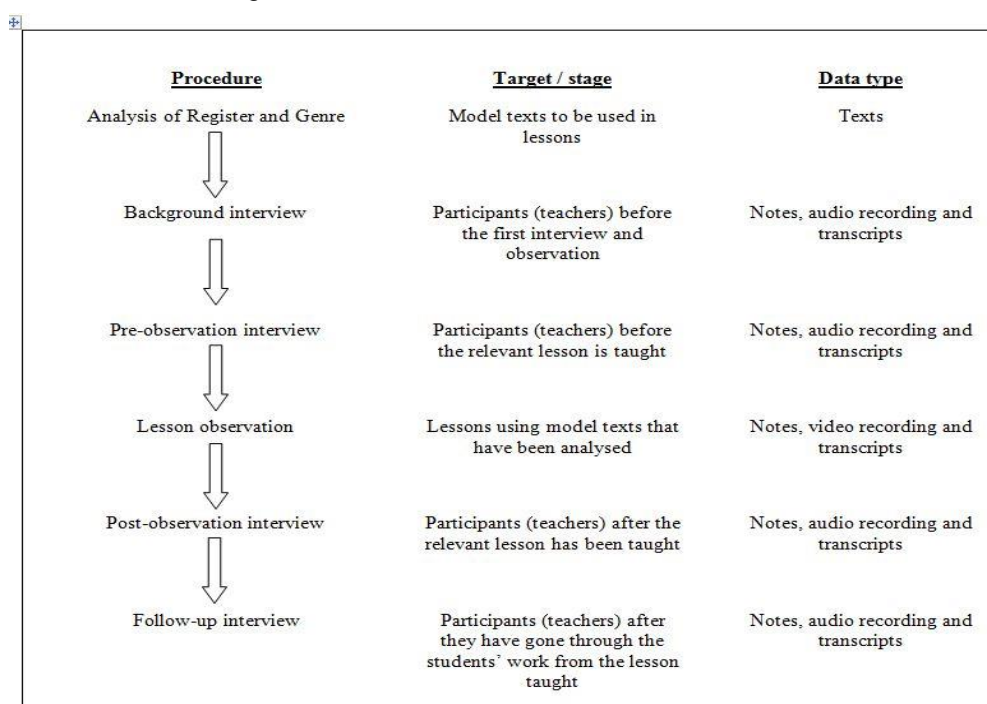 Procedure Target / stage Data type
Analysis of Register and Genre Model texts to be used in Texts
lessons
Background interview Participants (teachers) before Notes, audio recording and
the first interview and transcripts
observation
Pre-observation interview Participants (teachers) before Notes, audio recording and
the relevant lesson is taught transcripts
Lesson observation Lessons using model texts that Notes, video recording and
have been analysed transcripts
Post-observation interview Participants (teachers) after the Notes, audio recording and
relevant lesson has been taught transcripts
Follow-up interview Participants (teachers) after Notes, audio recording and
they have gone through the transcripts
students' work from the lesson
taught